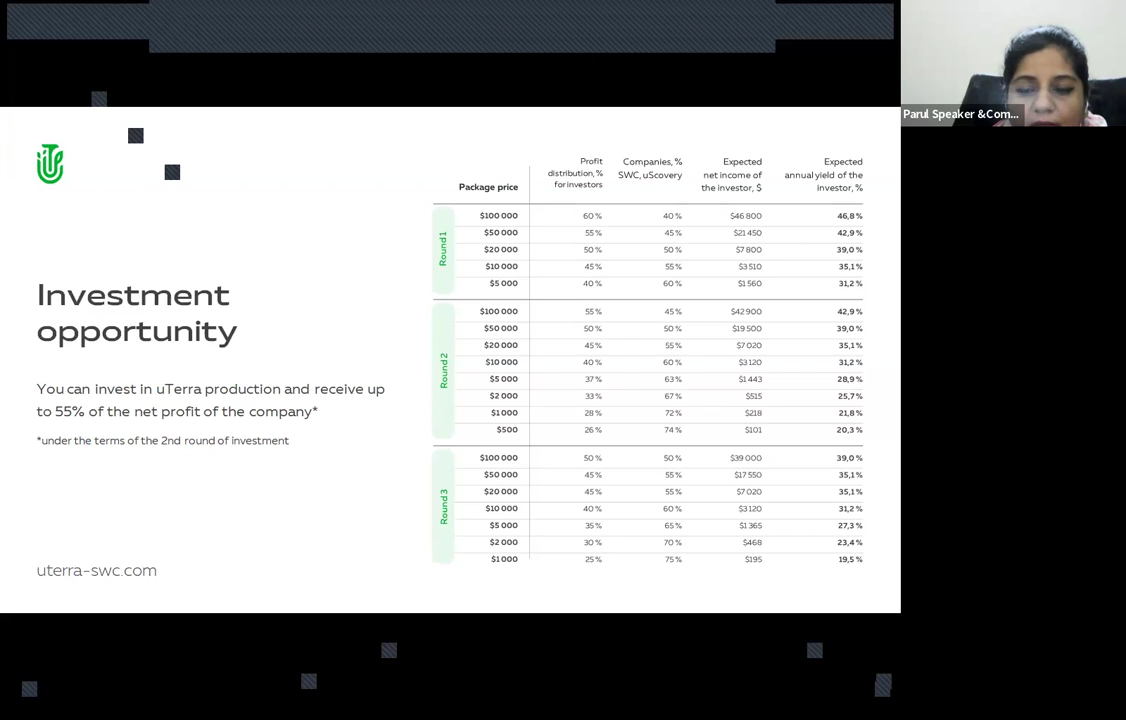 Parul Speaker &Com...
Investment
opportunity
You can invest in uTerra production and receive up
to 55% of the net profit of the company*
*under the terms of the 2nd round of investment
uterra-swc.com
Package price
Profit
distribution, %
for investors
Companies, %
SWC, uScovery
Expected
net income of
the investor, $
Expected
annual yield of the
investor, %
Round 1
$100 000 60 % 40 % $46 800 46,8 %
$50 000 55 % 45 % $21 450 42,9 %
$20 000 50 % 50 % $7 800 39,0 %
$10 000 45 % 55 % $3 510 35,1 %
$5 000 40 % 60 % $1 560 31,2 %
Round 2
$100 000 55 % 45 % $42 900 42,9 %
$50 000 50 % 50 % $19 500 39,0 %
$20 000 45 % 55 % $7 020 35,1 %
$10 000 40 % 60 % $3 120 31,2 %
$5 000 37 % 63 % $1 443 28,9 %
$2 000 33 % 67 % $515 25,7 %
$1 000 28 % 72 % $218 21,8 %
$500 26 % 74 % $101 20,3 %
Round 3
$100 000 50 % 50 % $39 000 39,0 %
$50 000 45 % 55 % $17 550 35,1 %
$20 000 45 % 55 % $7 020 35,1 %
$10 000 40 % 60 % $3 120 31,2 %
$5 000 35 % 65 % $1 365 27,3 %
$2 000 30 % 70 % $468 23,4 %
$1 000 25 % 75 % $195 19,5 %